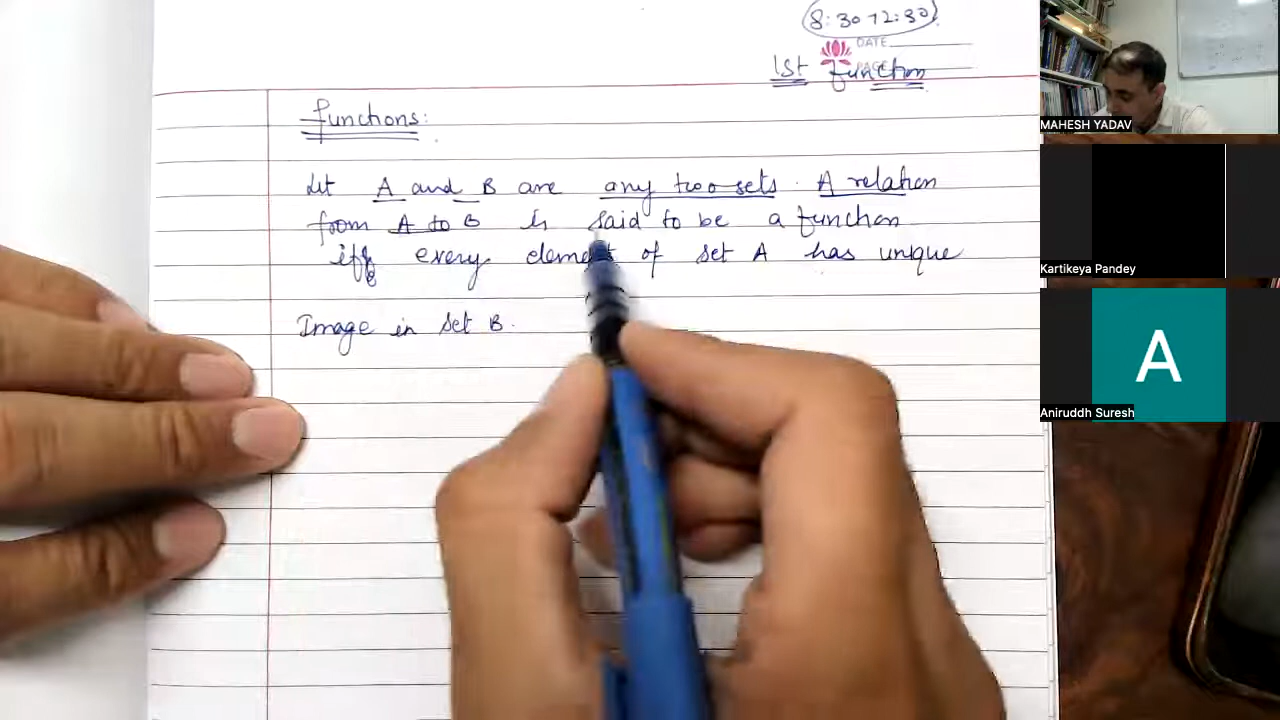 8:30 - 12:30
DATE
PAGE
1st function
Functions:
Let A and B are any two sets. A relation
from A to B is said to be a function
iff every element of set A has unique
Image in set B.
MAHESH YADAV
Kartikeya Pandey
A
Aniruddh Suresh